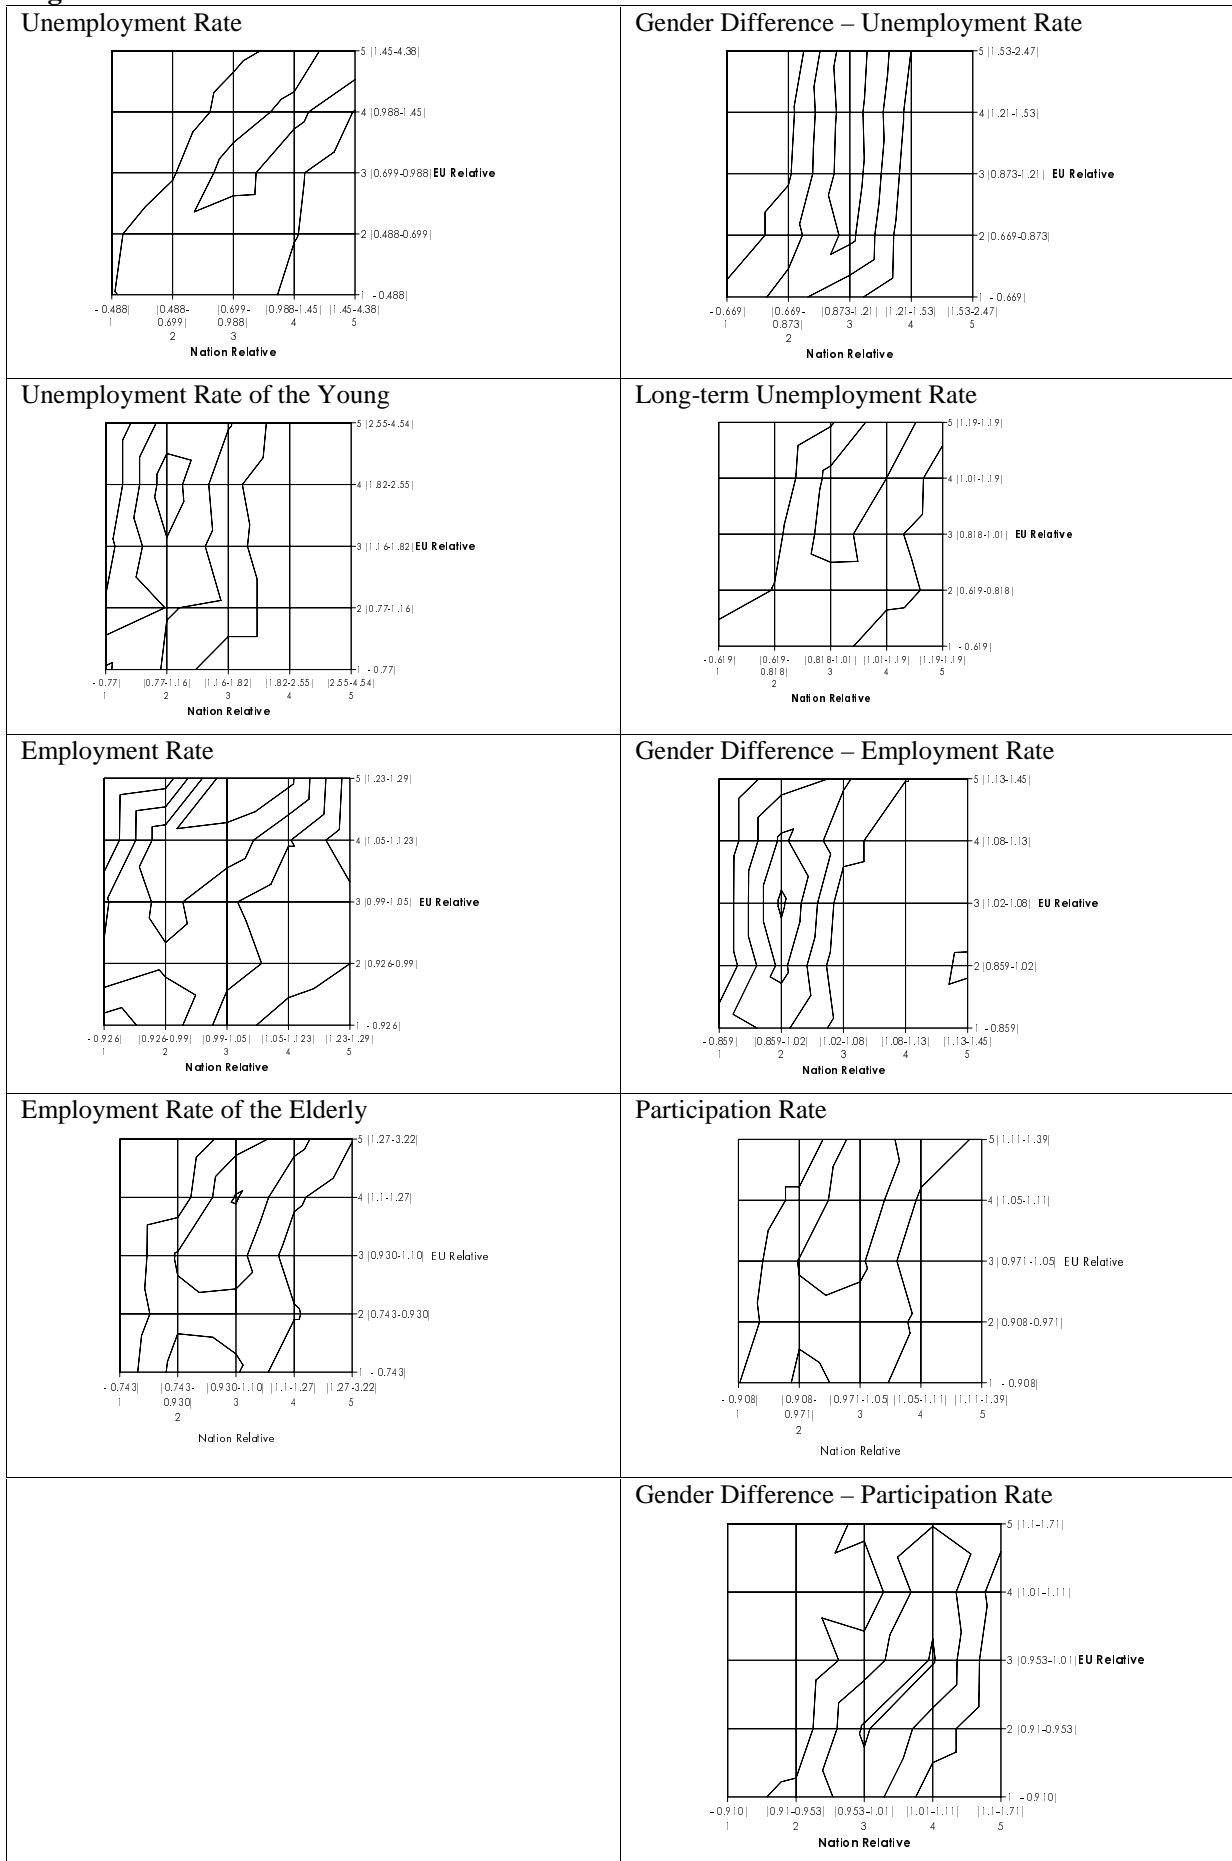 Unemployment Rate
5 |1.45-4.38|
4 |0.988-1.45|
3 |0.699-0.988| EU Relative
2 |0.488-0.699|
1 - 0.488|
- 0.488| |0.488- |0.699- |0.988-1.45| |1.45-4.38|
1 0.699| 0.988| 4 5
2 3
Nation Relative
Gender Difference – Unemployment Rate
5 |1.53-2.47|
4 |1.21-1.53|
3 |0.873-1.21| EU Relative
2 |0.669-0.873|
1 - 0.669|
- 0.669| |0.669- |0.873-1.21| |1.21-1.53| |1.53-2.47|
1 0.873| 3 4 5
2
Nation Relative
Unemployment Rate of the Young
5 |2.55-4.54|
4 |1.82-2.55|
3 |1.16-1.82| EU Relative
2 |0.77-1.16|
1 - 0.77|
- 0.77| |0.77-1.16| |1.16-1.82| |1.82-2.55| |2.55-4.54|
1 2 3 4 5
Nation Relative
Long-term Unemployment Rate
5 |1.19-1.19|
4 |1.01-1.19|
3 |0.818-1.01| EU Relative
2 |0.619-0.818|
1 - 0.619|
- 0.619| |0.619- |0.818-1.01| |1.01-1.19| |1.19-1.19|
1 0.818| 3 4 5
2
Nation Relative
Employment Rate
5 |1.23-1.29|
4 |1.05-1.123|
3 |0.99-1.05| EU Relative
2 |0.926-0.99|
1 - 0.926|
- 0.926| |0.926-0.99| |0.99-1.05| |1.05-1.123| |1.23-1.29|
1 2 3 4 5
Nation Relative
Gender Difference – Employment Rate
5 |1.13-1.45|
4 |1.08-1.13|
3 |1.02-1.08| EU Relative
2 |0.859-1.02|
1 - 0.859|
- 0.859| |0.859-1.02| |1.02-1.08| |1.08-1.13| |1.13-1.45|
1 2 3 4 5
Nation Relative
Employment Rate of the Elderly
5 |1.27-3.22|
4 |1.1-1.27|
3 |0.930-1.10| EU Relative
2 |0.743-0.930|
1 - 0.743|
- 0.743| |0.743- |0.930-1.10| |1.1-1.27| |1.27-3.22|
1 0.930| 3 4 5
2
Nation Relative
Participation Rate
5 |1.11-1.39|
4 |1.05-1.11|
3 |0.971-1.05| EU Relative
2 |0.908-0.971|
1 - 0.908|
- 0.908| |0.908- |0.971-1.05| |1.05-1.11| |1.11-1.39|
1 0.971| 3 4 5
2
Nation Relative
Gender Difference – Participation Rate
5 |1.1-1.71|
4 |1.01-1.11|
3 |0.953-1.01| EU Relative
2 |0.91-0.953|
1 - 0.910|
- 0.910| |0.91-0.953| |0.953-1.01| |1.01-1.11| |1.1-1.71|
1 2 3 4 5
Nation Relative